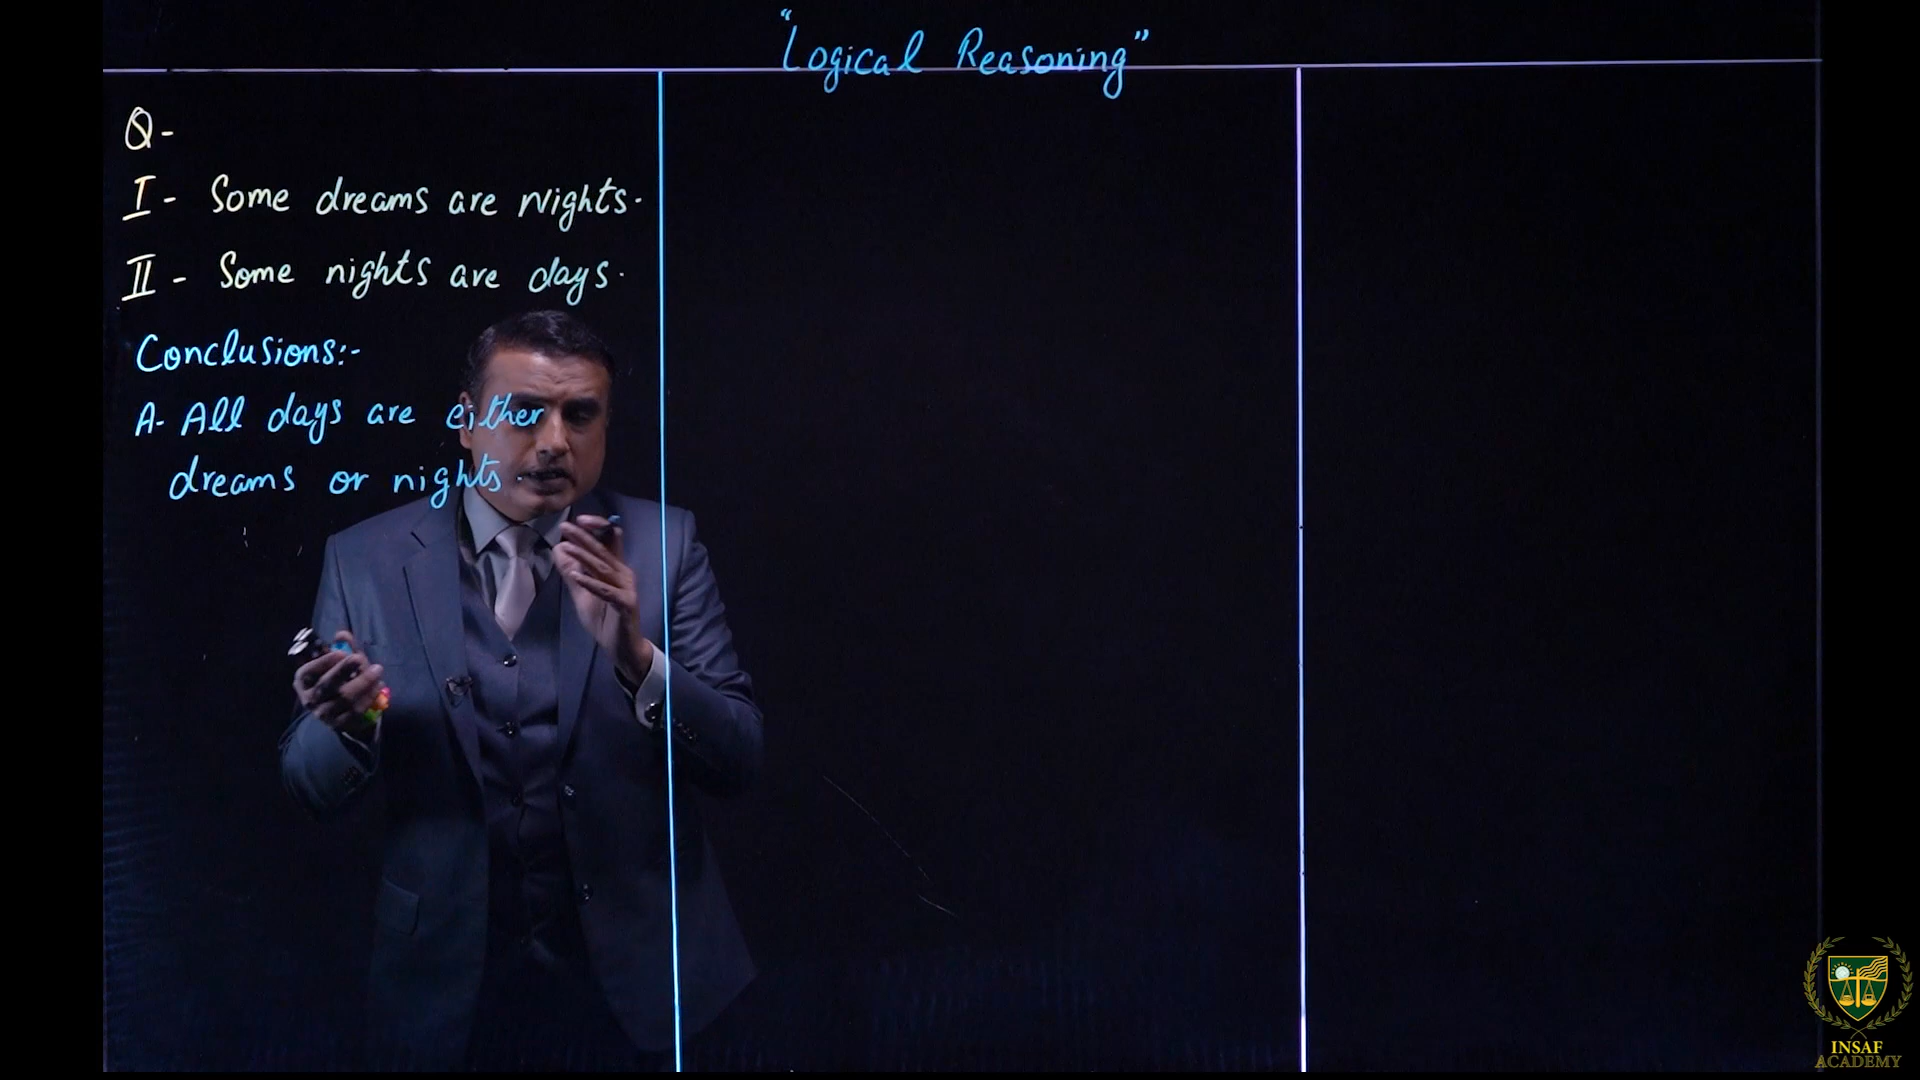 "Logical Reasoning"
Q-
I - Some dreams are Nights.
II - Some nights are days.
Conclusions:-
A- All days are either
dreams or nights.
INSAF
ACADEMY